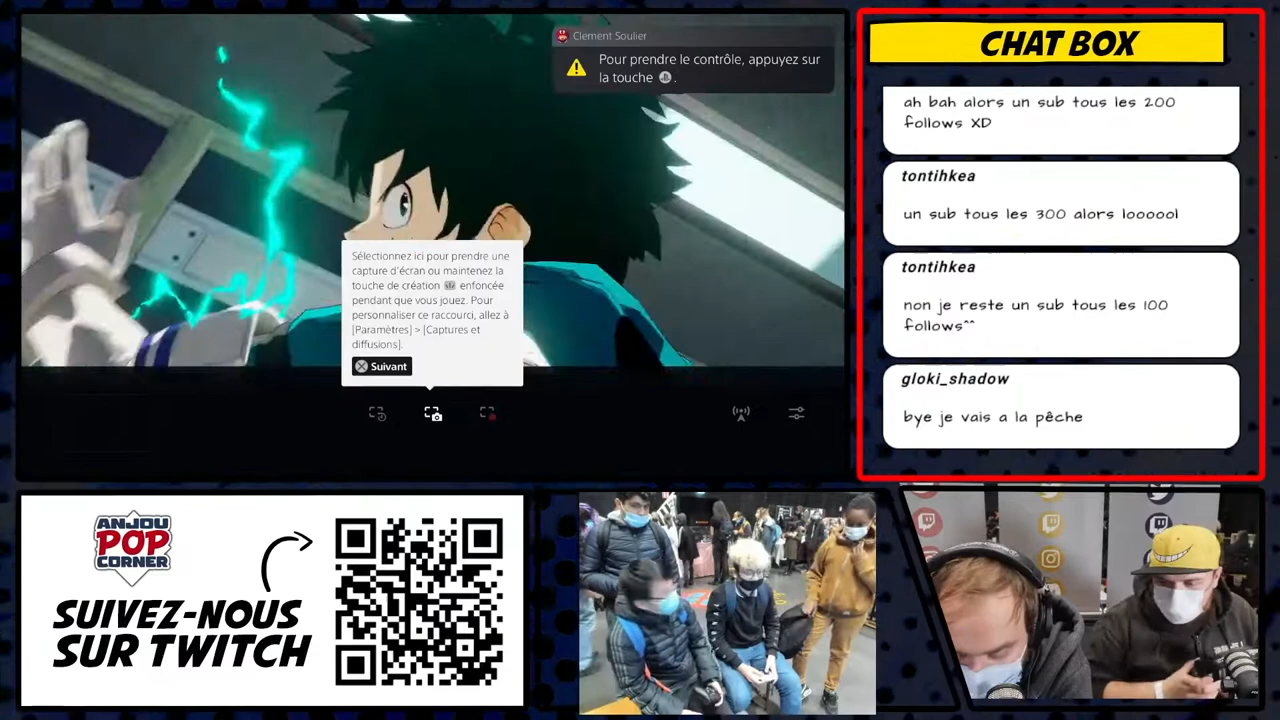 Clement Soulier
Pour prendre le contrôle, appuyez sur
la touche
Sélectionnez ici pour prendre une
capture d'écran ou maintenez la
touche de création enfoncée
pendant que vous jouez. Pour
personnaliser ce raccourci, allez à
[Paramètres] > [Captures et
diffusions].
Suivant
CHAT BOX
ah bah alors un sub tous les 200
follows XD
tontihkea
un sub tous les 300 alors loooool
tontihkea
non je reste un sub tous les 100
follows^^
gloki_shadow
bye je vais a la pêche
ANJOU
POP
CORNER
SUIVEZ-NOUS
SUR TWITCH